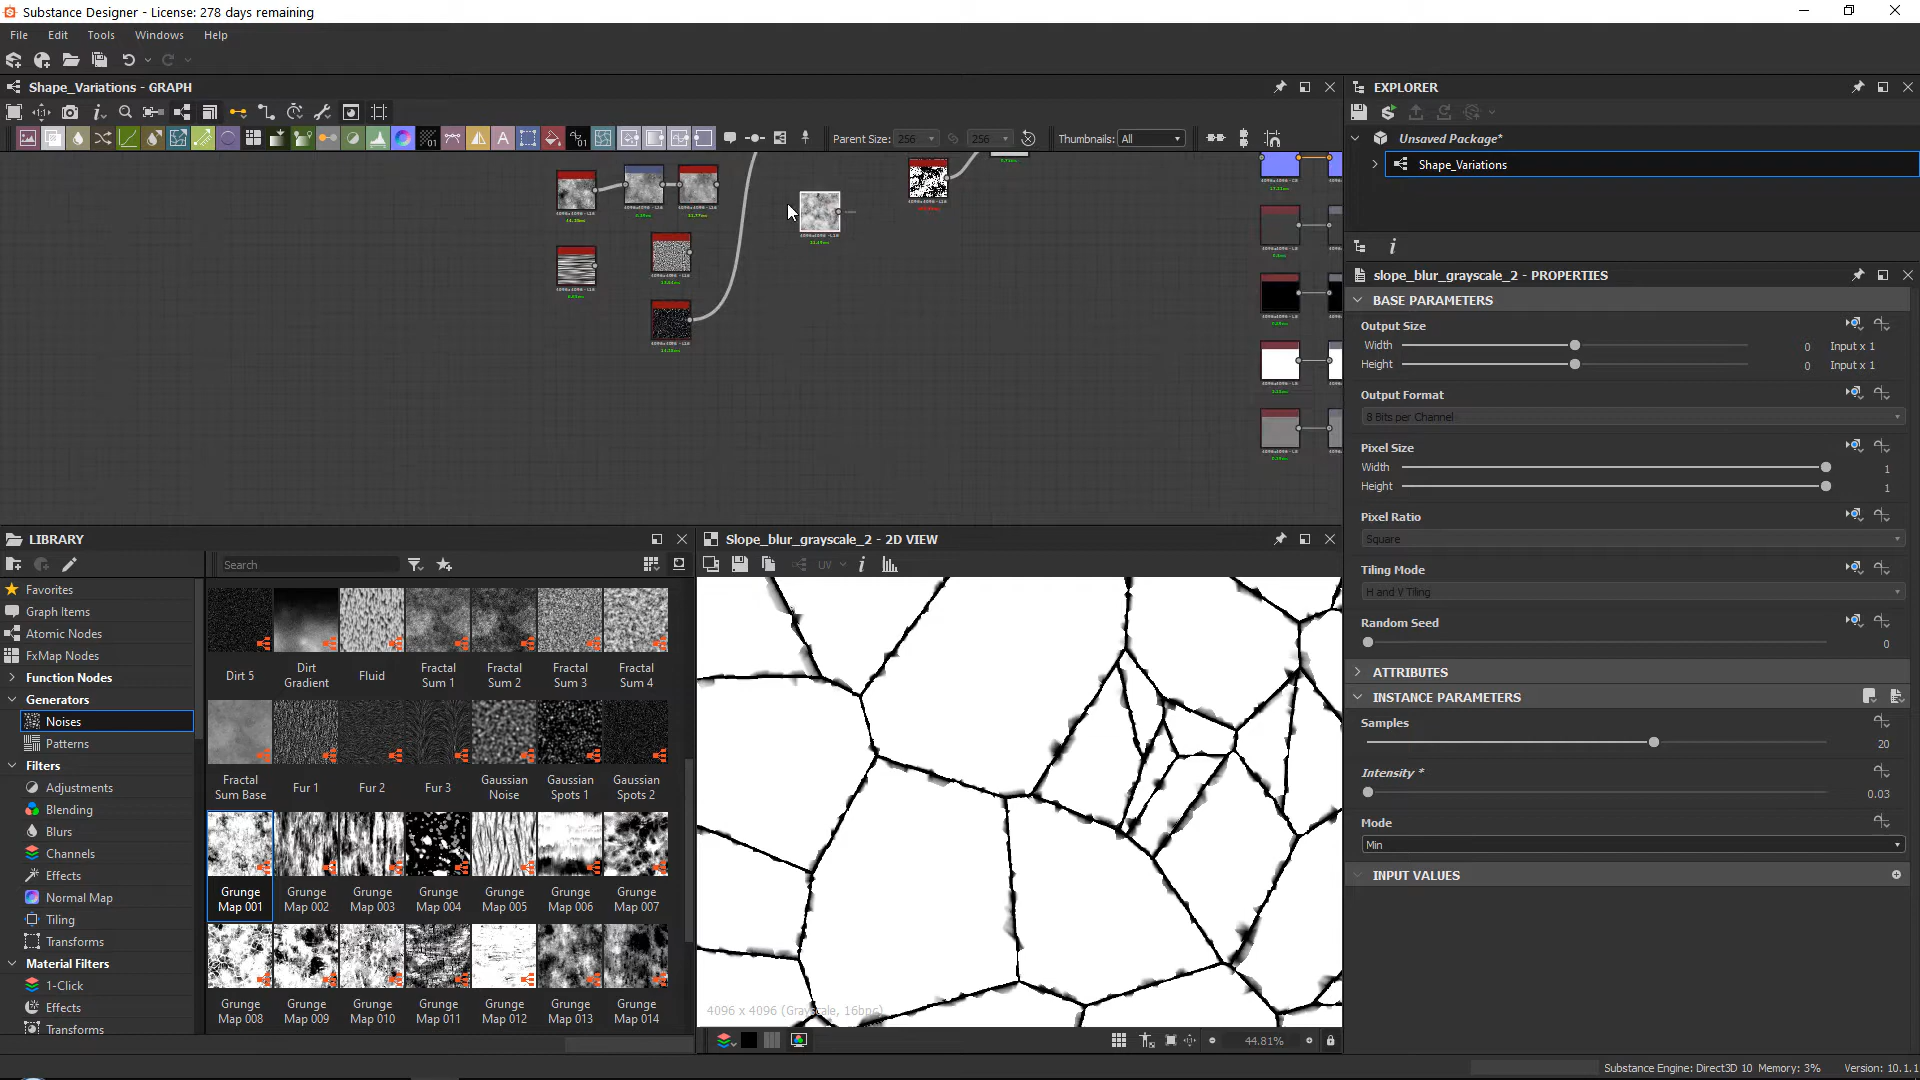 Substance Designer - License: 278 days remaining
File Edit Tools Windows Help
Shape_Variations - GRAPH
Parent Size: 256 256 Thumbnails: All
EXPLORER
Unsaved Package*
Shape_Variations
slope_blur_grayscale_2 - PROPERTIES
BASE PARAMETERS
Output Size
Width 0 Input x 1
Height 0 Input x 1
Output Format
8 Bits per Channel
Pixel Size
Width 1
Height 1
Pixel Ratio
Square
Tiling Mode
H and V Tiling
Random Seed
0
ATTRIBUTES
INSTANCE PARAMETERS
Samples
20
Intensity *
0.03
Mode
Min
INPUT VALUES
LIBRARY
Search
Favorites
Graph Items
Atomic Nodes
FxMap Nodes
Function Nodes
Generators
Noises
Patterns
Filters
Adjustments
Blending
Blurs
Channels
Effects
Normal Map
Tiling
Transforms
Material Filters
1-Click
Effects
Transforms
Dirt 5
Dirt Gradient
Fluid
Fractal Sum 1
Fractal Sum 2
Fractal Sum 3
Fractal Sum 4
Fractal Sum Base
Fur 1
Fur 2
Fur 3
Gaussian Noise
Gaussian Spots 1
Gaussian Spots 2
Grunge Map 001
Grunge Map 002
Grunge Map 003
Grunge Map 004
Grunge Map 005
Grunge Map 006
Grunge Map 007
Grunge Map 008
Grunge Map 009
Grunge Map 010
Grunge Map 011
Grunge Map 012
Grunge Map 013
Grunge Map 014
Slope_blur_grayscale_2 - 2D VIEW
UV
4096 x 4096 (Grayscale, 16bpc)
44.81%
Substance Engine: Direct3D 10 Memory: 3% Version: 10.1.1